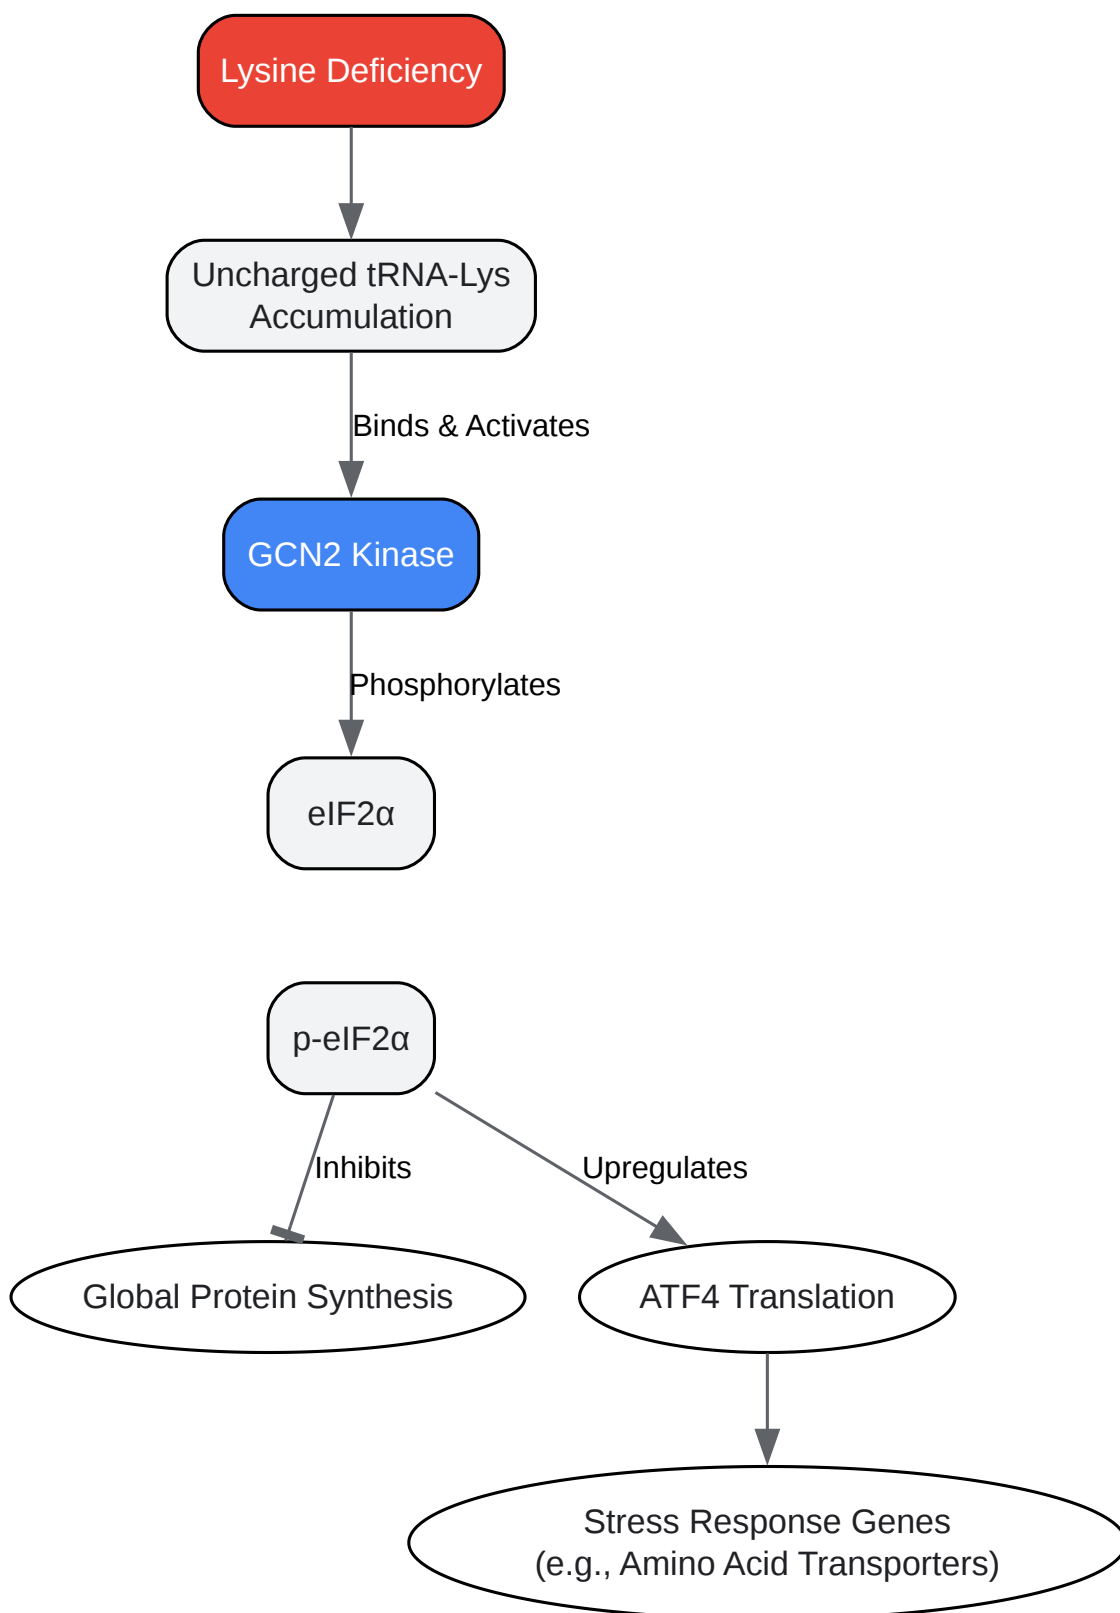 Lysine Deficiency
Uncharged tRNA-Lys
Accumulation
Binds & Activates
GCN2 Kinase
Phosphorylates
eIF2α
p-eIF2α
Inhibits
Upregulates
Global Protein Synthesis
ATF4 Translation
Stress Response Genes
(e.g., Amino Acid Transporters)